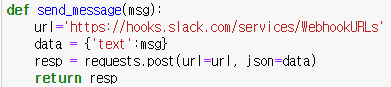 def send_message(msg):
    url='https://hooks.slack.com/services/WebhookURLs'
    data = {'text':msg}
    resp = requests.post(url=url, json=data)
    return resp